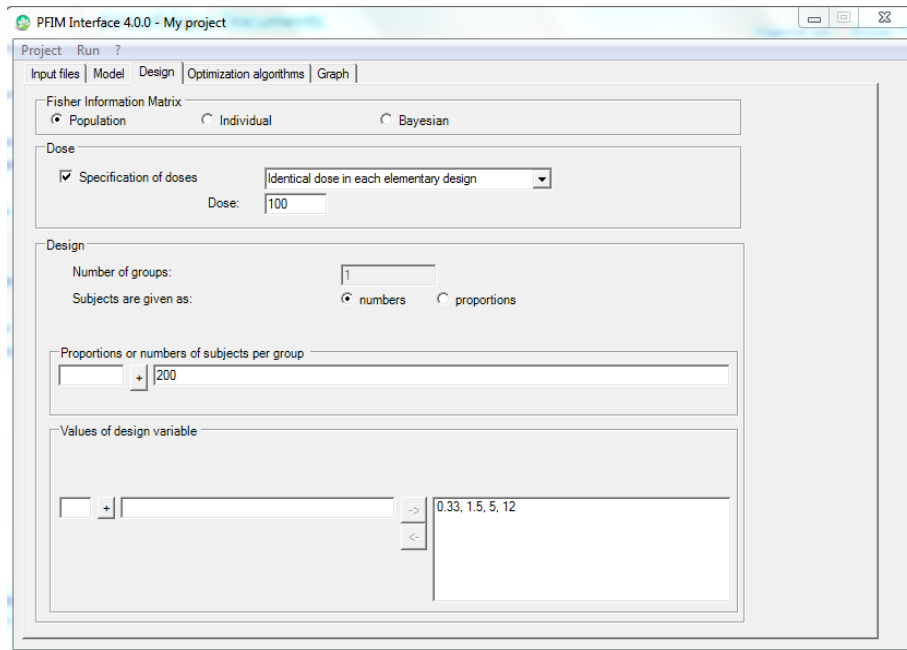 PFIM Interface 4.0.0 - My project
Project Run ?
Input files Model Design Optimization algorithms Graph
Fisher Information Matrix
Population Individual Bayesian
Dose
Specification of doses Identical dose in each elementary design
Dose: 100
Design
Number of groups: 1
Subjects are given as: numbers proportions
Proportions or numbers of subjects per group
+ 200
Values of design variable
+ -> 0.33, 1.5, 5, 12
<-